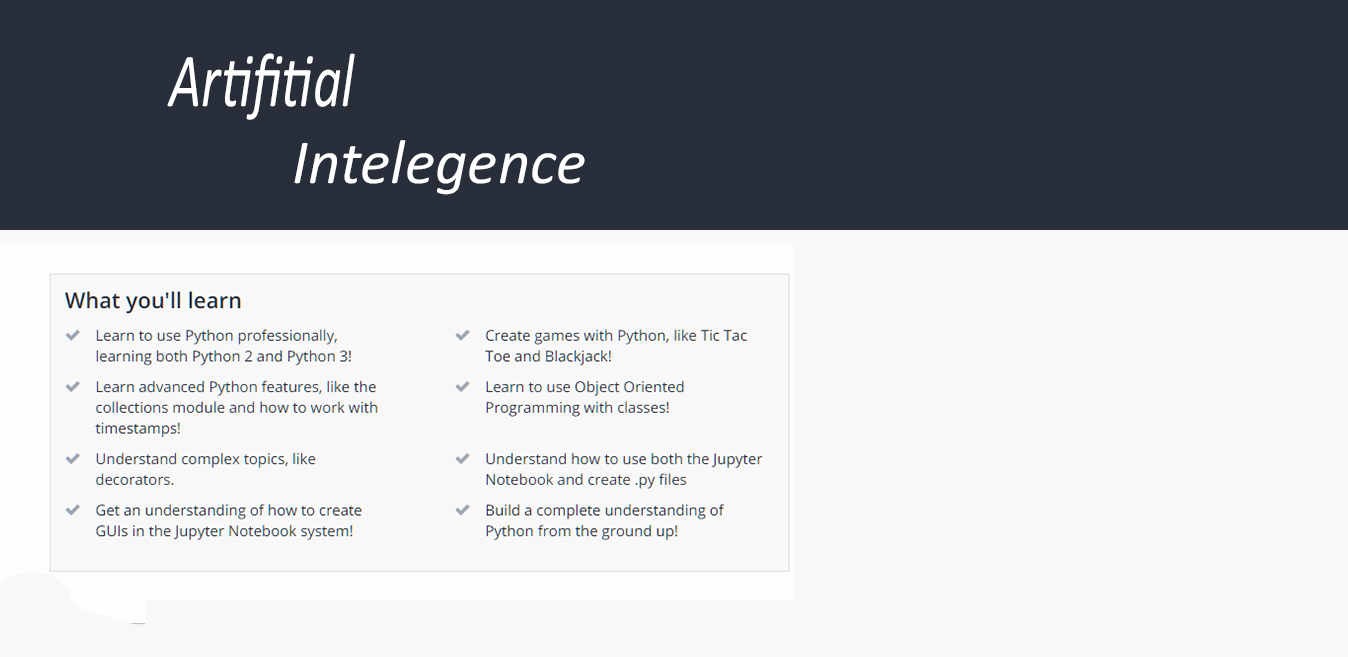 Artifitial
Intelegence
What you'll learn
Learn to use Python professionally,
learning both Python 2 and Python 3!
Learn advanced Python features, like the
collections module and how to work with
timestamps!
Understand complex topics, like
decorators.
Get an understanding of how to create
GUIs in the Jupyter Notebook system!
Create games with Python, like Tic Tac
Toe and Blackjack!
Learn to use Object Oriented
Programming with classes!
Understand how to use both the Jupyter
Notebook and create .py files
Build a complete understanding of
Python from the ground up!